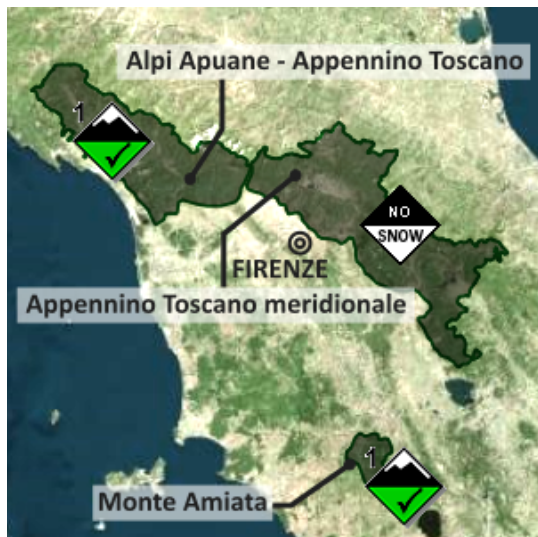 Alpi Apuane - Appennino Toscano
1
NO
SNOW
FIRENZE
Appennino Toscano meridionale
1
Monte Amiata